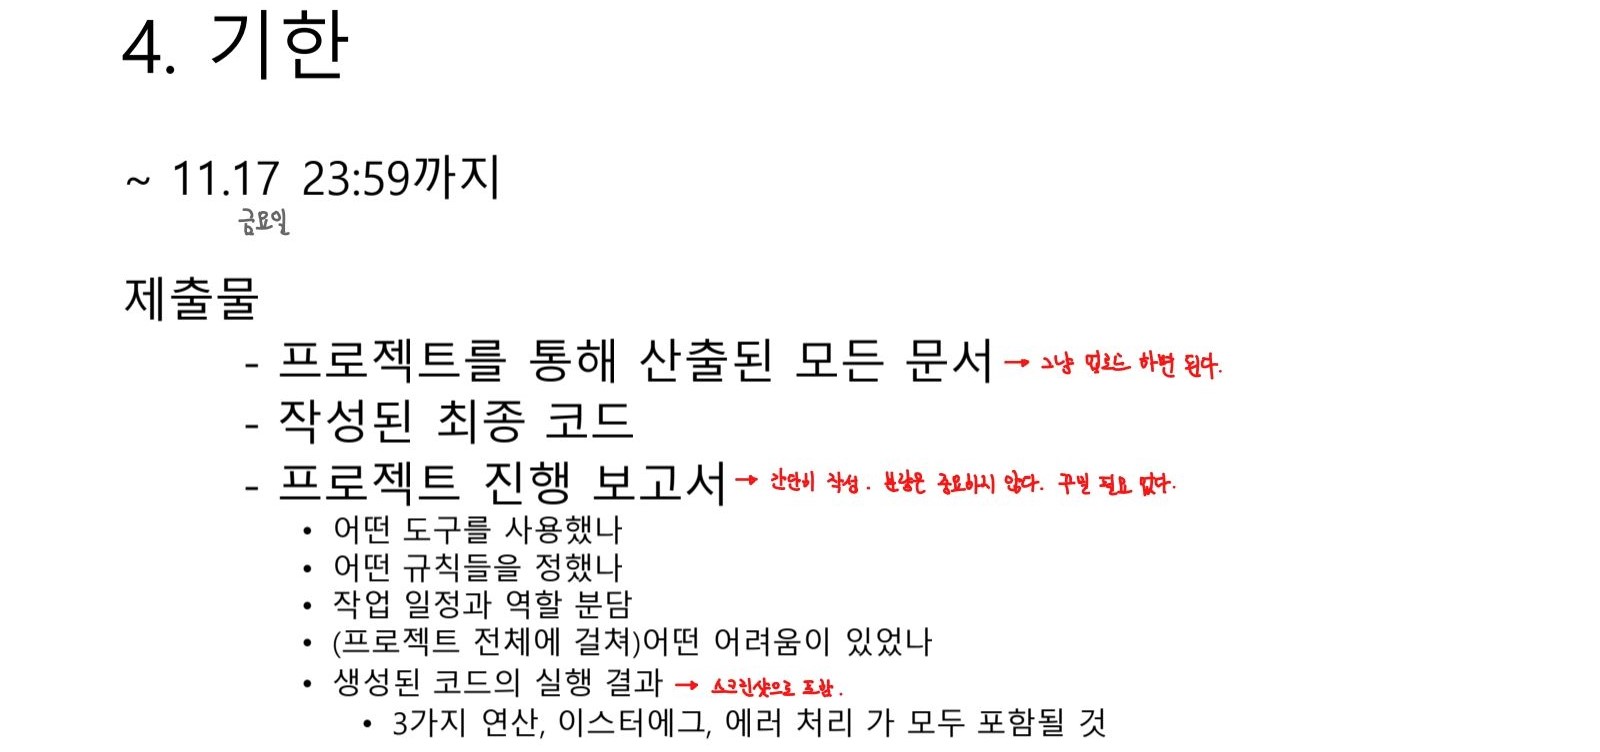 4. 기한
~ 11.17 23:59까지
금요일
제출물
- 프로젝트를 통해 산출된 모든 문서 → 그냥 업로드 하면 된다.
- 작성된 최종 코드
- 프로젝트 진행 보고서 → 간단히 작성. 분량은 중요하지 않다. 꾸밀 필요 없다.
• 어떤 도구를 사용했나
• 어떤 규칙들을 정했나
• 작업 일정과 역할 분담
• (프로젝트 전체에 걸쳐)어떤 어려움이 있었나
• 생성된 코드의 실행 결과 → 스크린샷으로 포함.
• 3가지 연산, 이스터에그, 에러 처리 가 모두 포함될 것